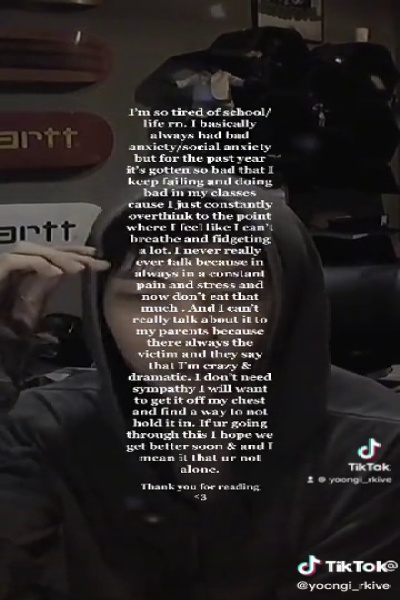 artt
artt
I'm so tired of school/
life rn. I basically
always had bad
anxiety/social anxiety
but for the past year
it's gotten so bad that I
keep failing and doing
bad in my classes
cause I just constantly
overthink to the point
where I feel like I can't
breathe and fidgeting
a lot. I never really
ever talk because in
always in a constant
pain and stress and
now don't eat that
much . And I can't
really talk about it to
my parents because
there always the
victim and they say
that I'm crazy &
dramatic. I don't need
sympathy I will want
to get it off my chest
and find a way to not
hold it in. If ur going
through this I hope we
get better soon & and I
mean it that ur not
alone.
Thank you for reading
<3
TikTok
@ yoongi_rkive
TikTok@
@yoongi_rkive